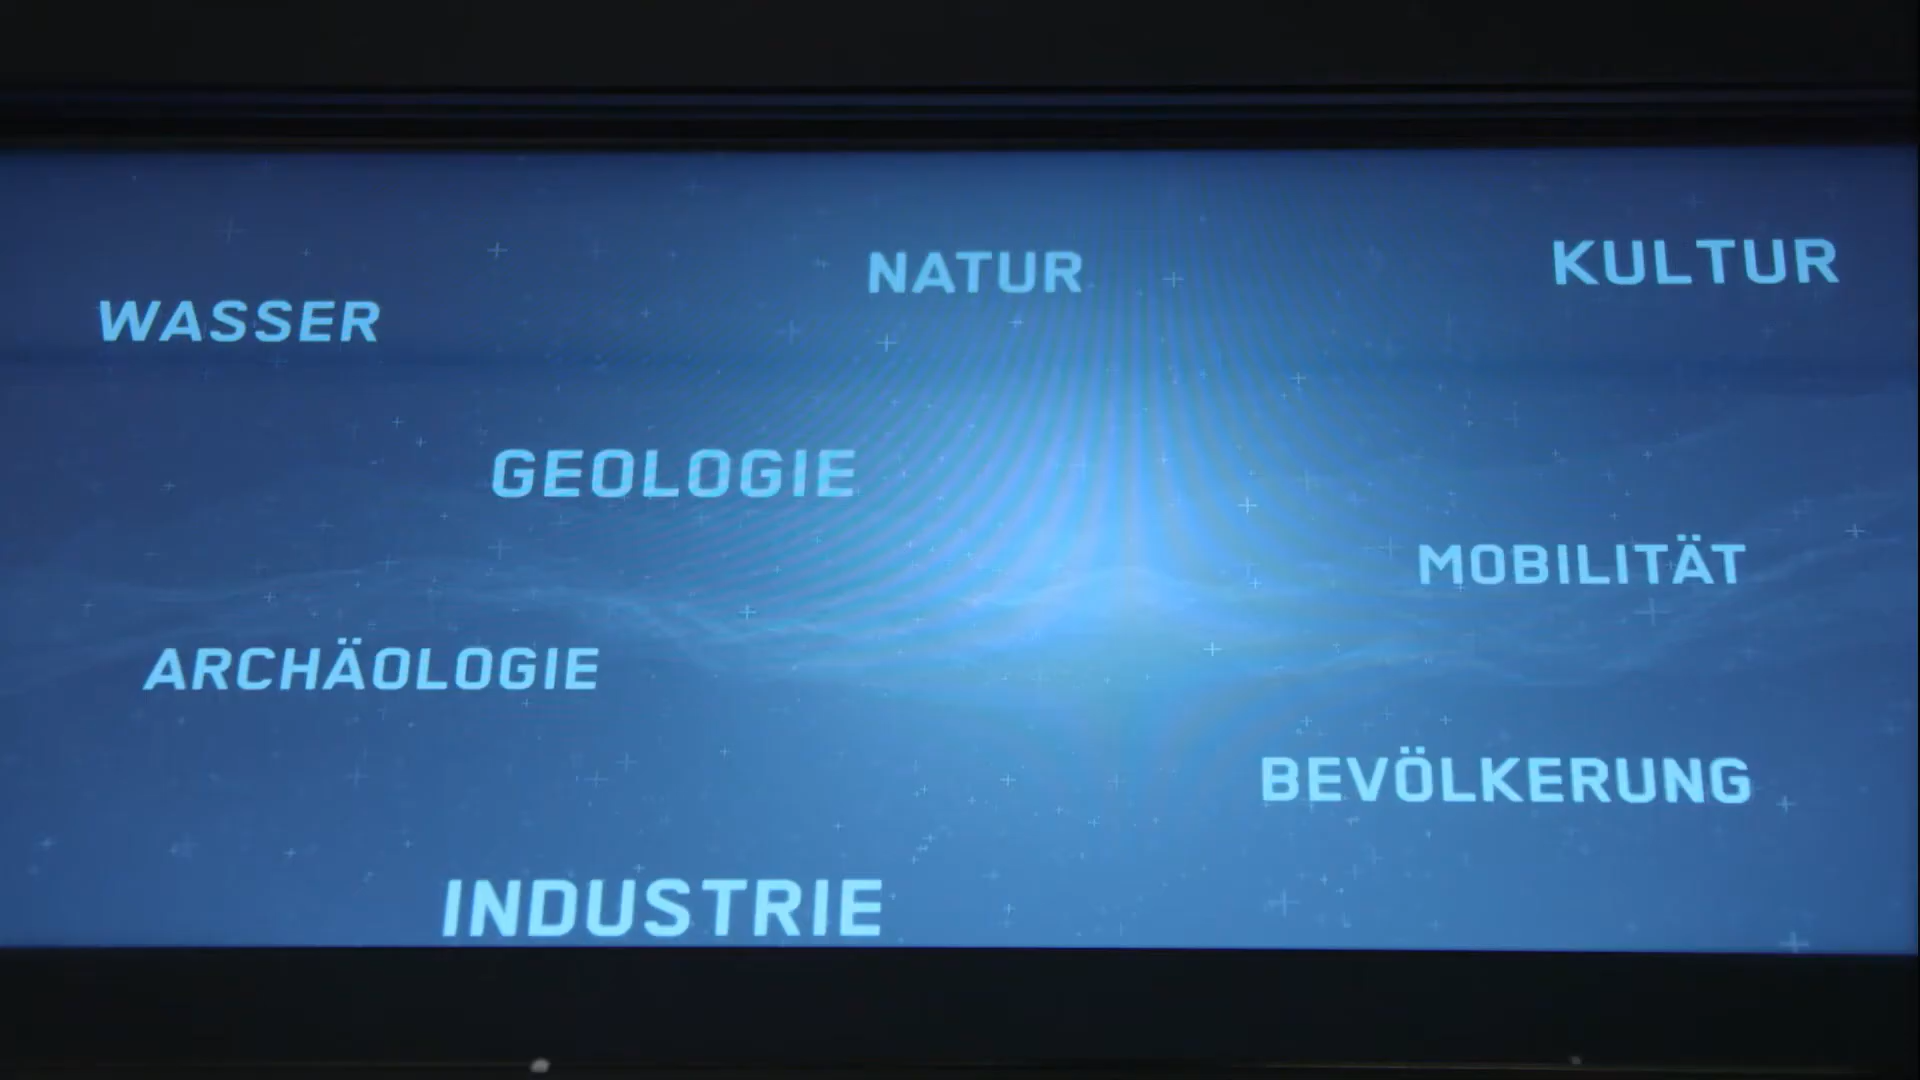 WASSER
NATUR
KULTUR
GEOLOGIE
MOBILITÄT
ARCHÄOLOGIE
BEVÖLKERUNG
INDUSTRIE